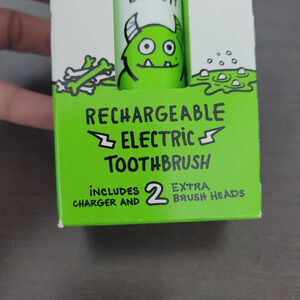 RECHARGEABLE
ELECTRIC
TOOTHBRUSH
INCLUDES
CHARGER AND 2 EXTRA
BRUSH HEADS